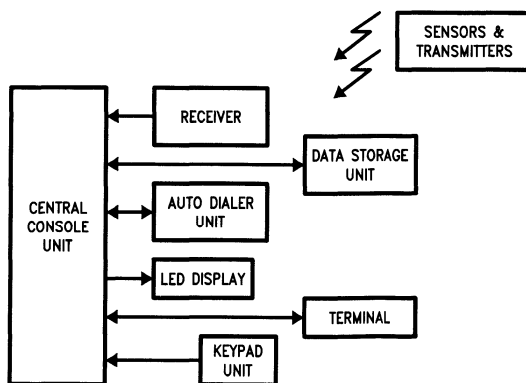 SENSORS &
TRANSMITTERS
RECEIVER
DATA STORAGE
UNIT
CENTRAL
CONSOLE
UNIT
AUTO DIALER
UNIT
LED DISPLAY
TERMINAL
KEYPAD
UNIT